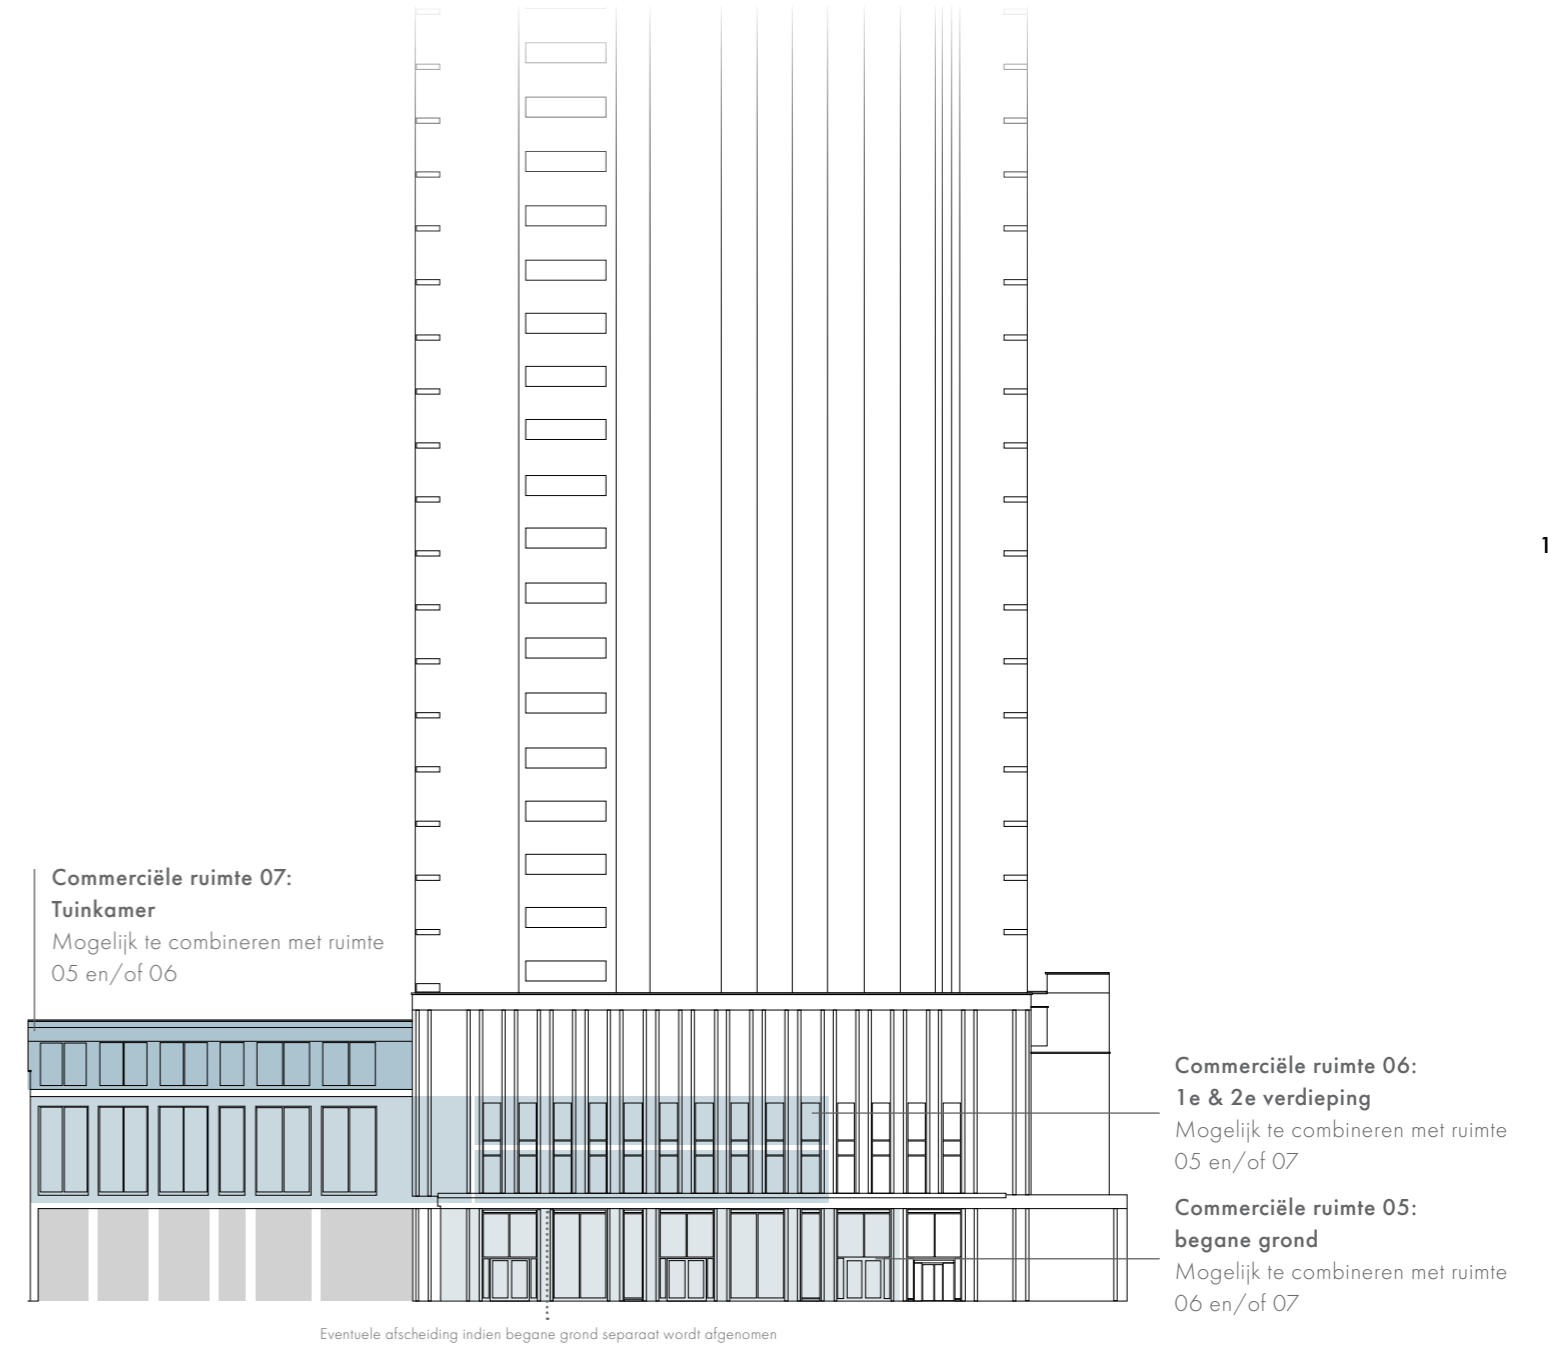 1
Commerciële ruimte 07:
Tuinkamer
Mogelijk te combineren met ruimte
05 en/of 06
Commerciële ruimte 06:
1e & 2e verdieping
Mogelijk te combineren met ruimte
05 en/of 07
Commerciële ruimte 05:
begane grond
Mogelijk te combineren met ruimte
06 en/of 07
Eventuele afscheiding indien begane grond separaat wordt afgenomen